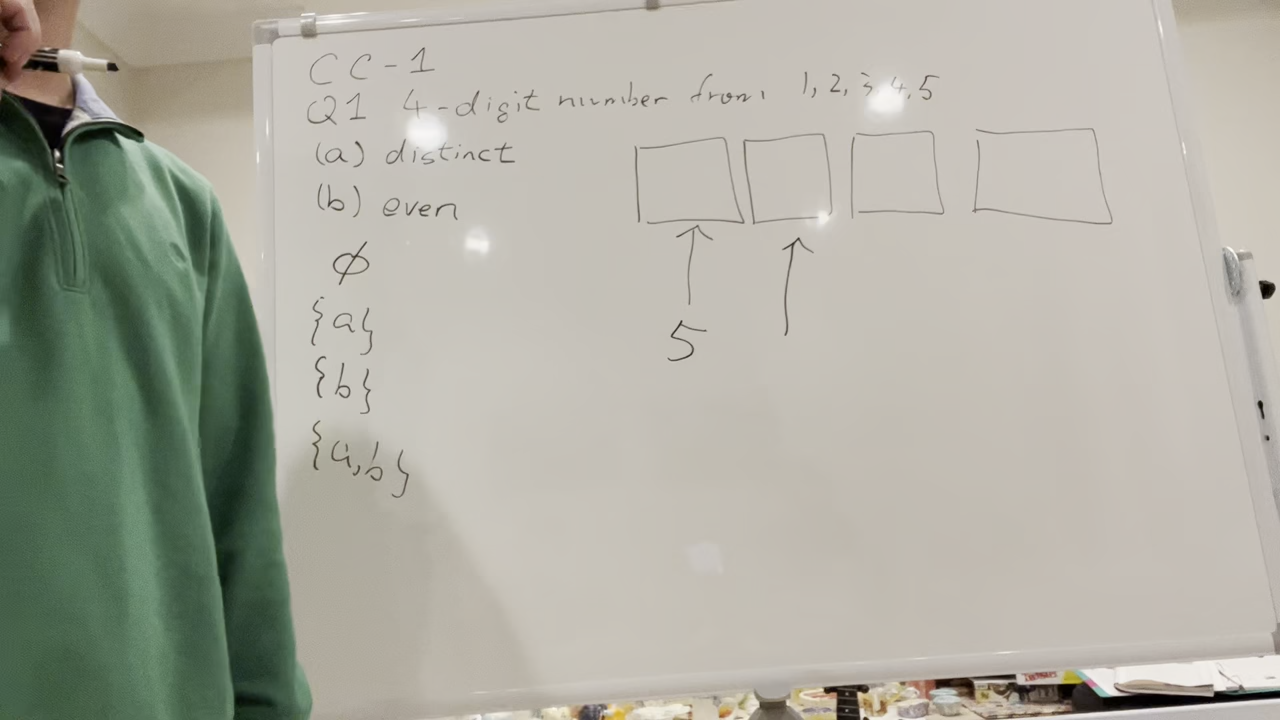 CC-1
Q1 4-digit number from: 1, 2, 3, 4, 5
(a) distinct
(b) even
∅
{a}
{b}
{a,b}
5